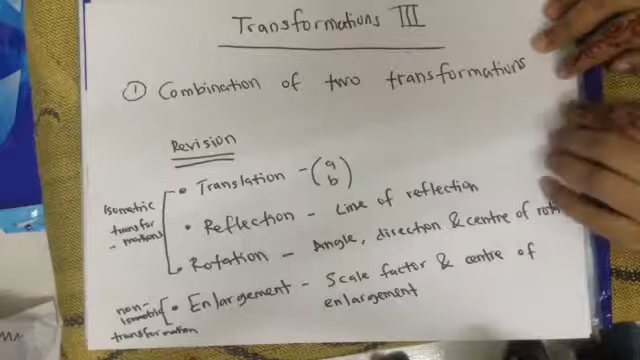 Transformations III
① Combination of two transformations
Revision
Isometric transfor-mations
• Translation - (a b)
• Reflection - Line of reflection
• Rotation - Angle, direction & centre of rot
non-Isometric transformation
• Enlargement - Scale factor & centre of
enlargement